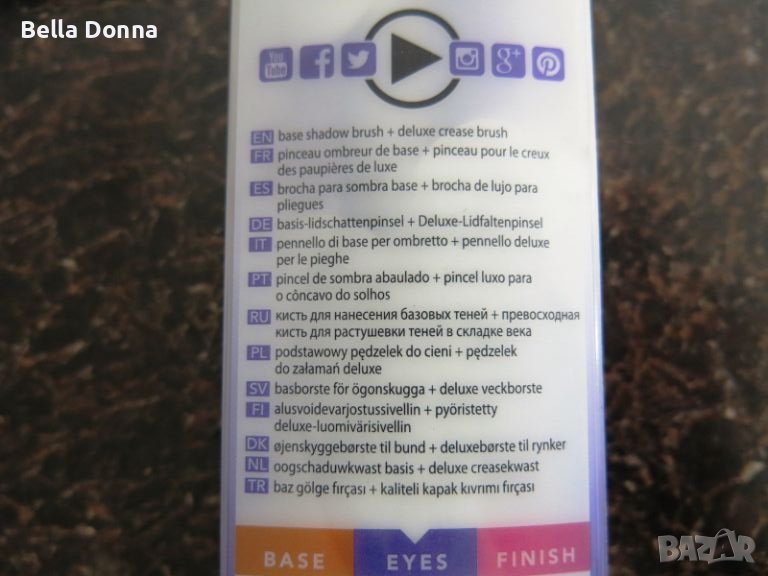 Bella Donna
You Tube
EN base shadow brush + deluxe crease brush
FR pinceau ombreur de base + pinceau pour le creux
des paupières de luxe
ES brocha para sombra base + brocha de lujo para
pliegues
DE basis-lidschattenpinsel + Deluxe-Lidfaltenpinsel
IT pennello di base per ombretto + pennello deluxe
per le pieghe
PT pincel de sombra abaulado + pincel luxo para
o côncavo do solhos
RU кисть для нанесения базовых теней + превосходная
кисть для растушевки теней в складке века
PL podstawowy pędzelek do cieni + pędzelek
do załamań deluxe
SV basborste för ögonskugga + deluxe veckborste
FI alusvoidevarjostussivellin + pyöristetty
deluxe-luomivärisivellin
DK øjenskyggebørste til bund + deluxebørste til rynker
NL oogschaduwkwast basis + deluxe creasekwast
TR baz gölge fırçası + kaliteli kapak kıvrımı fırçası
BASE EYES FINISH
BAZAR